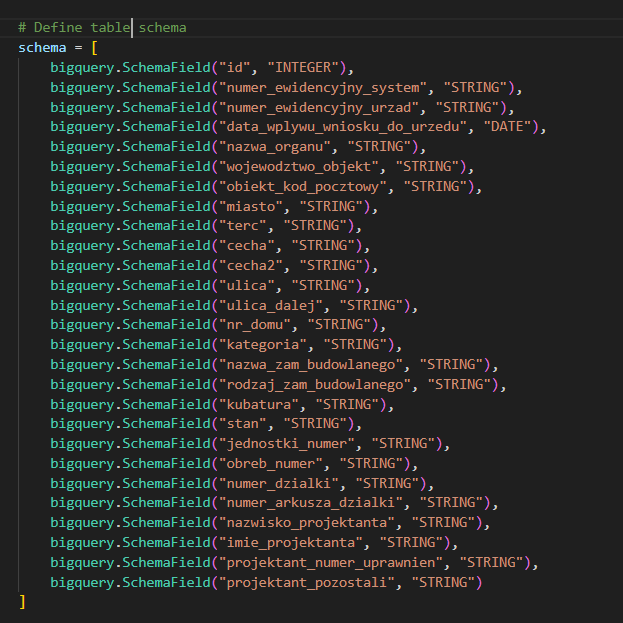 # Define table schema
schema = [
    bigquery.SchemaField("id", "INTEGER"),
    bigquery.SchemaField("numer_ewidencyjny_system", "STRING"),
    bigquery.SchemaField("numer_ewidencyjny_urzad", "STRING"),
    bigquery.SchemaField("data_wplywu_wniosku_do_urzedu", "DATE"),
    bigquery.SchemaField("nazwa_organu", "STRING"),
    bigquery.SchemaField("wojewodztwo_objekt", "STRING"),
    bigquery.SchemaField("obiekt_kod_pocztowy", "STRING"),
    bigquery.SchemaField("miasto", "STRING"),
    bigquery.SchemaField("terc", "STRING"),
    bigquery.SchemaField("cecha", "STRING"),
    bigquery.SchemaField("cecha2", "STRING"),
    bigquery.SchemaField("ulica", "STRING"),
    bigquery.SchemaField("ulica_dalej", "STRING"),
    bigquery.SchemaField("nr_domu", "STRING"),
    bigquery.SchemaField("kategoria", "STRING"),
    bigquery.SchemaField("nazwa_zam_budowlanego", "STRING"),
    bigquery.SchemaField("rodzaj_zam_budowlanego", "STRING"),
    bigquery.SchemaField("kubatura", "STRING"),
    bigquery.SchemaField("stan", "STRING"),
    bigquery.SchemaField("jednostki_numer", "STRING"),
    bigquery.SchemaField("obreb_numer", "STRING"),
    bigquery.SchemaField("numer_dzialki", "STRING"),
    bigquery.SchemaField("numer_arkusza_dzialki", "STRING"),
    bigquery.SchemaField("nazwisko_projektanta", "STRING"),
    bigquery.SchemaField("imie_projektanta", "STRING"),
    bigquery.SchemaField("projektant_numer_uprawnien", "STRING"),
    bigquery.SchemaField("projektant_pozostali", "STRING")
]